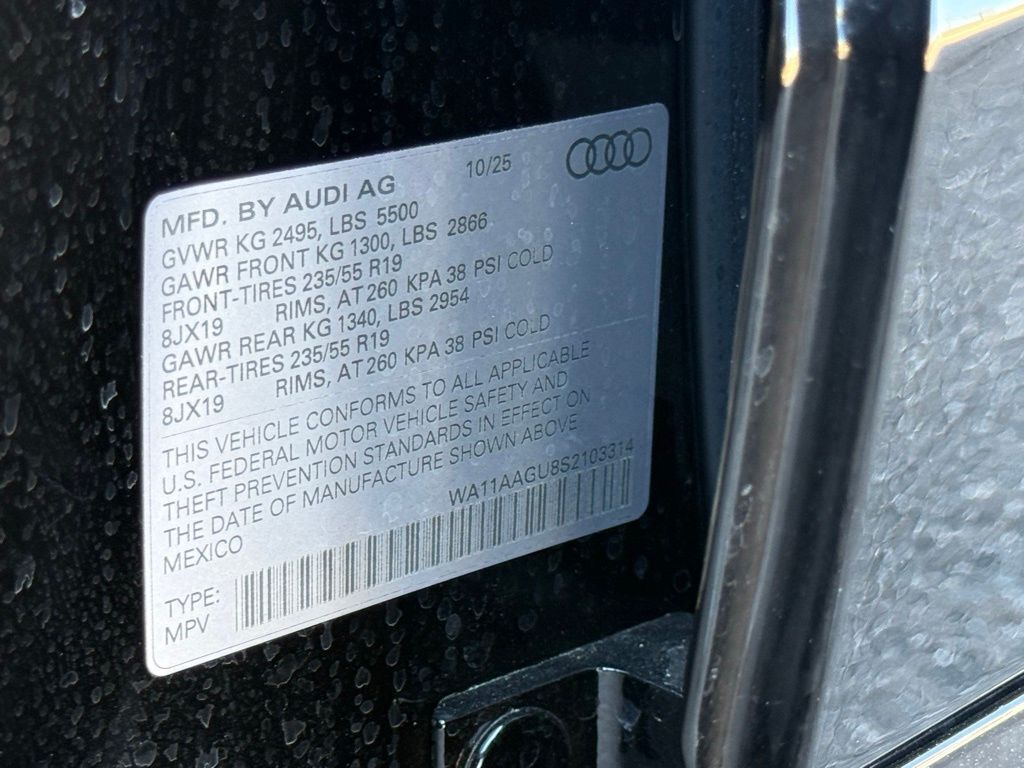 MFD. BY AUDI AG 10/25
GVWR KG 2495, LBS 5500
GAWR FRONT KG 1300, LBS 2866
FRONT-TIRES 235/55 R19
8JX19 RIMS, AT 260 KPA 38 PSI COLD
GAWR REAR KG 1340, LBS 2954
REAR-TIRES 235/55 R19
8JX19 RIMS, AT 260 KPA 38 PSI COLD
THIS VEHICLE CONFORMS TO ALL APPLICABLE
U.S. FEDERAL MOTOR VEHICLE SAFETY AND
THEFT PREVENTION STANDARDS IN EFFECT ON
THE DATE OF MANUFACTURE SHOWN ABOVE
MEXICO WA11AAGU8S2103314
TYPE:
MPV